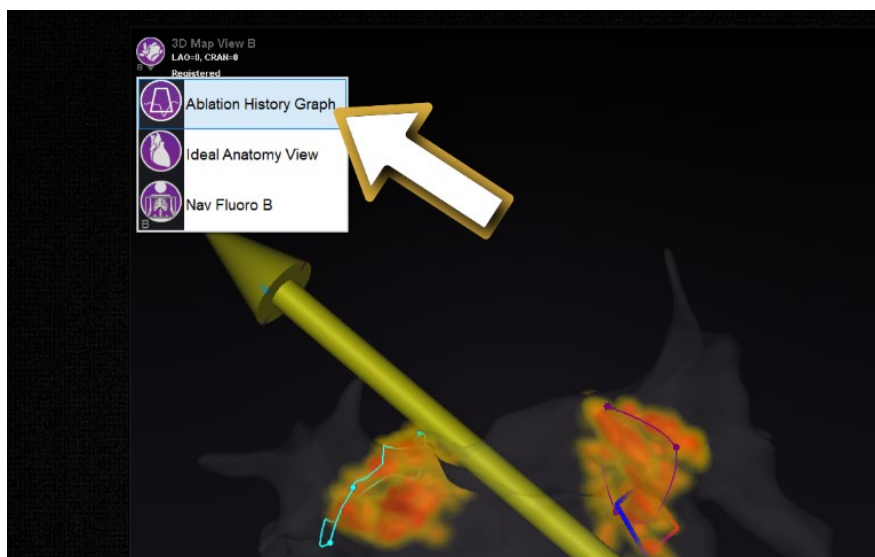 3D Map View B
LAO=0, CRAN=0
B
Registered
Ablation History Graph
Ideal Anatomy View
Nav Fluoro B
B